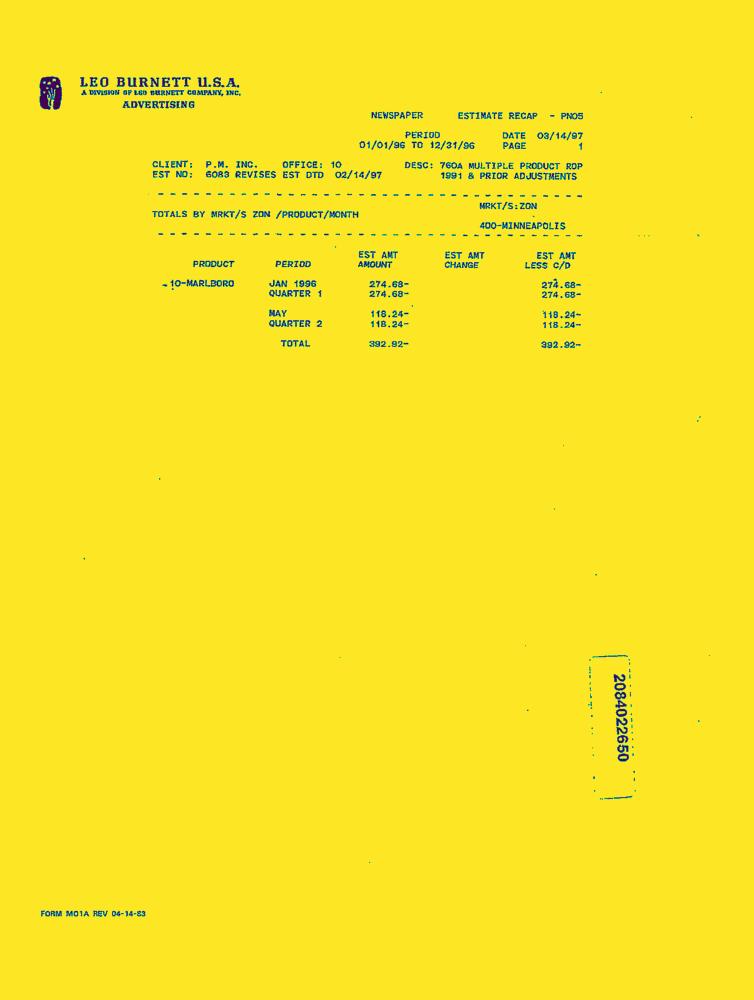 LEO BURNETT U.S.A.
A DIVISION OF LEO BURNETT COMPANY, INC.
ADVERTISING
NEWSPAPER ESTIMATE RECAP - PNO5
PERIOD DATE 03/14/97
01/01/96 TO 12/31/96 PAGE 1
CLIENT: P.M. INC. OFFICE: 10 DESC: 760A MULTIPLE PRODUCT ROP
EST NO: 6083 REVISES EST DTD 02/14/97 1991 & PRIOR ADJUSTMENTS
MRKT/S:ZON
TOTALS BY MRKT/S ZON /PRODUCT/MONTH
400-MINNEAPOLIS
EST AMT EST AMT EST AMT
PRODUCT PERIOD AMOUNT CHANGE LESS C/D
10-MARLBORO JAN 1996 274.68- 274.68-
QUARTER 1 274.68- 274.68-
MAY 118.24- 118.24-
QUARTER 2 118.24- 118.24-
TOTAL 392.92- 392.92-
2084022650
FORM MO1A REV 04-14-83